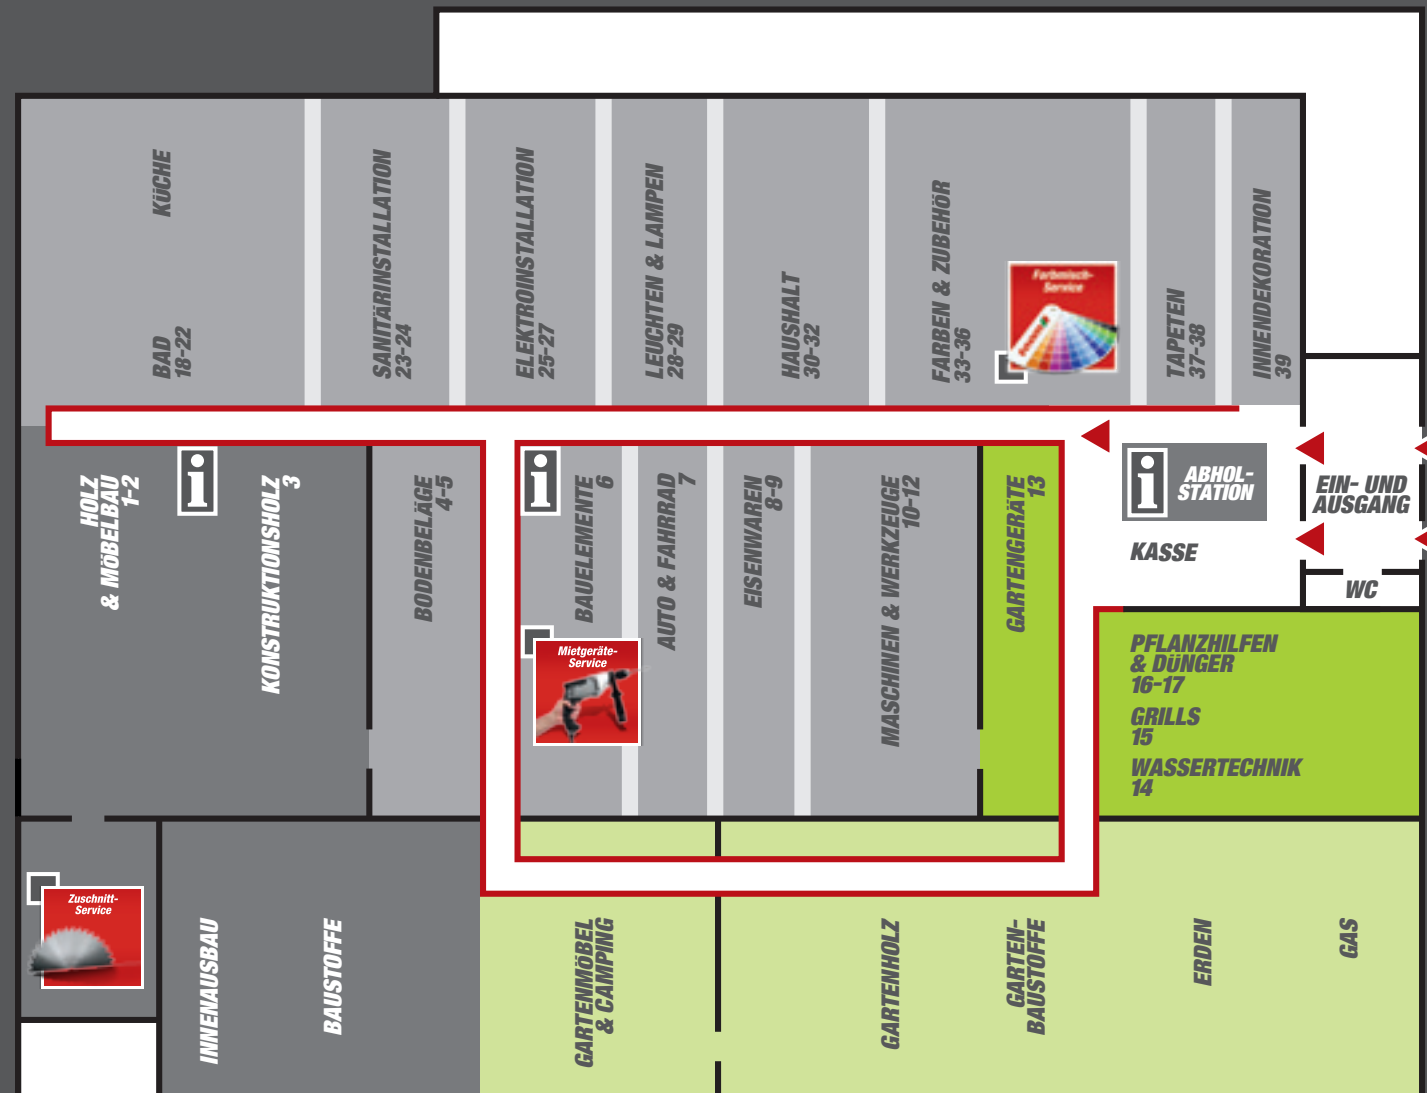 KÜCHE
BAD
18-22
SANITÄRINSTALLATION
23-24
ELEKTROINSTALLATION
25-27
LEUCHTEN & LAMPEN
28-29
HAUSHALT
30-32
FARBEN & ZUBEHÖR
33-36
Farbmisch-
Service
TAPETEN
37-38
INNENDEKORATION
39
HOLZ
& MÖBELBAU
1-2
i
KONSTRUKTIONSHOLZ
3
BODENBELÄGE
4-5
i
BAUELEMENTE
6
Mietgeräte-
Service
AUTO & FAHRRAD
7
EISENWAREN
8-9
MASCHINEN & WERKZEUGE
10-12
GARTENGERÄTE
13
i
ABHOL-
STATION
KASSE
EIN- UND
AUSGANG
WC
PFLANZHILFEN
& DÜNGER
16-17
GRILLS
15
WASSERTECHNIK
14
Zuschnitt-
Service
INNENAUSBAU
BAUSTOFFE
GARTENMÖBEL
& CAMPING
GARTENHOLZ
GARTEN-
BAUSTOFFE
ERDEN
GAS